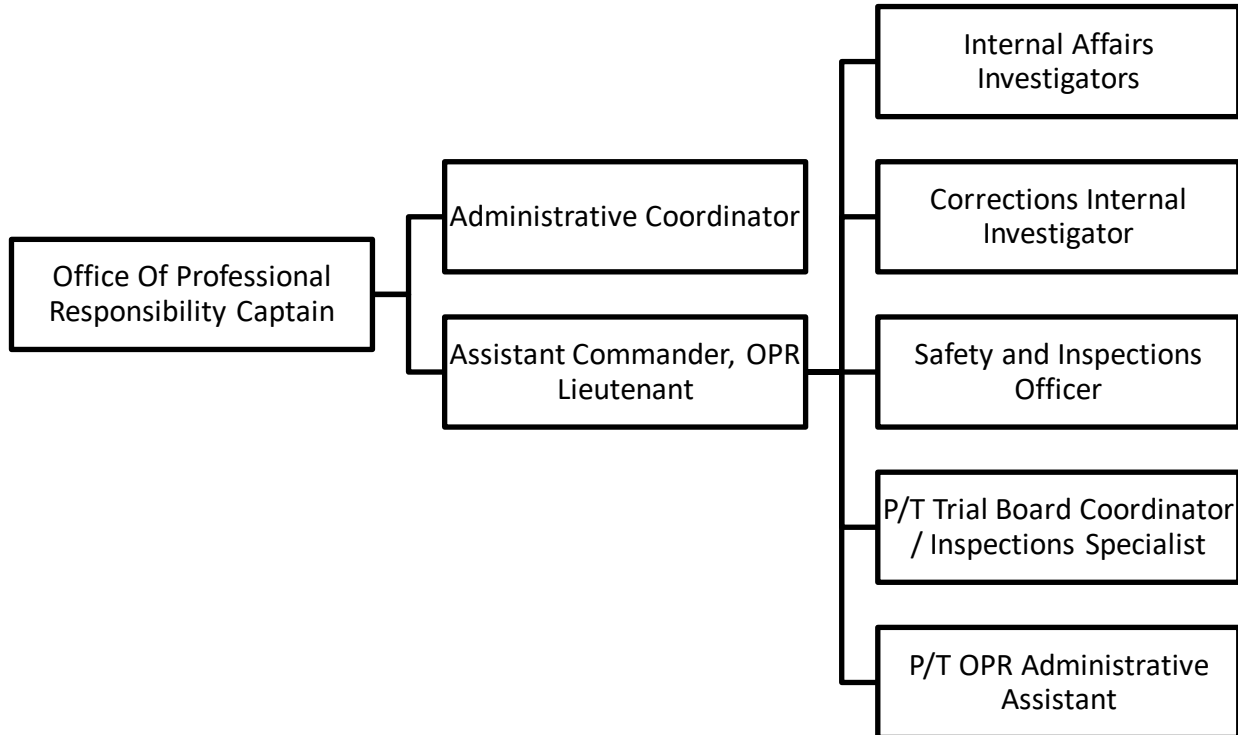 Office Of Professional
Responsibility Captain
Administrative Coordinator
Assistant Commander, OPR
Lieutenant
Internal Affairs
Investigators
Corrections Internal
Investigator
Safety and Inspections
Officer
P/T Trial Board Coordinator
/ Inspections Specialist
P/T OPR Administrative
Assistant